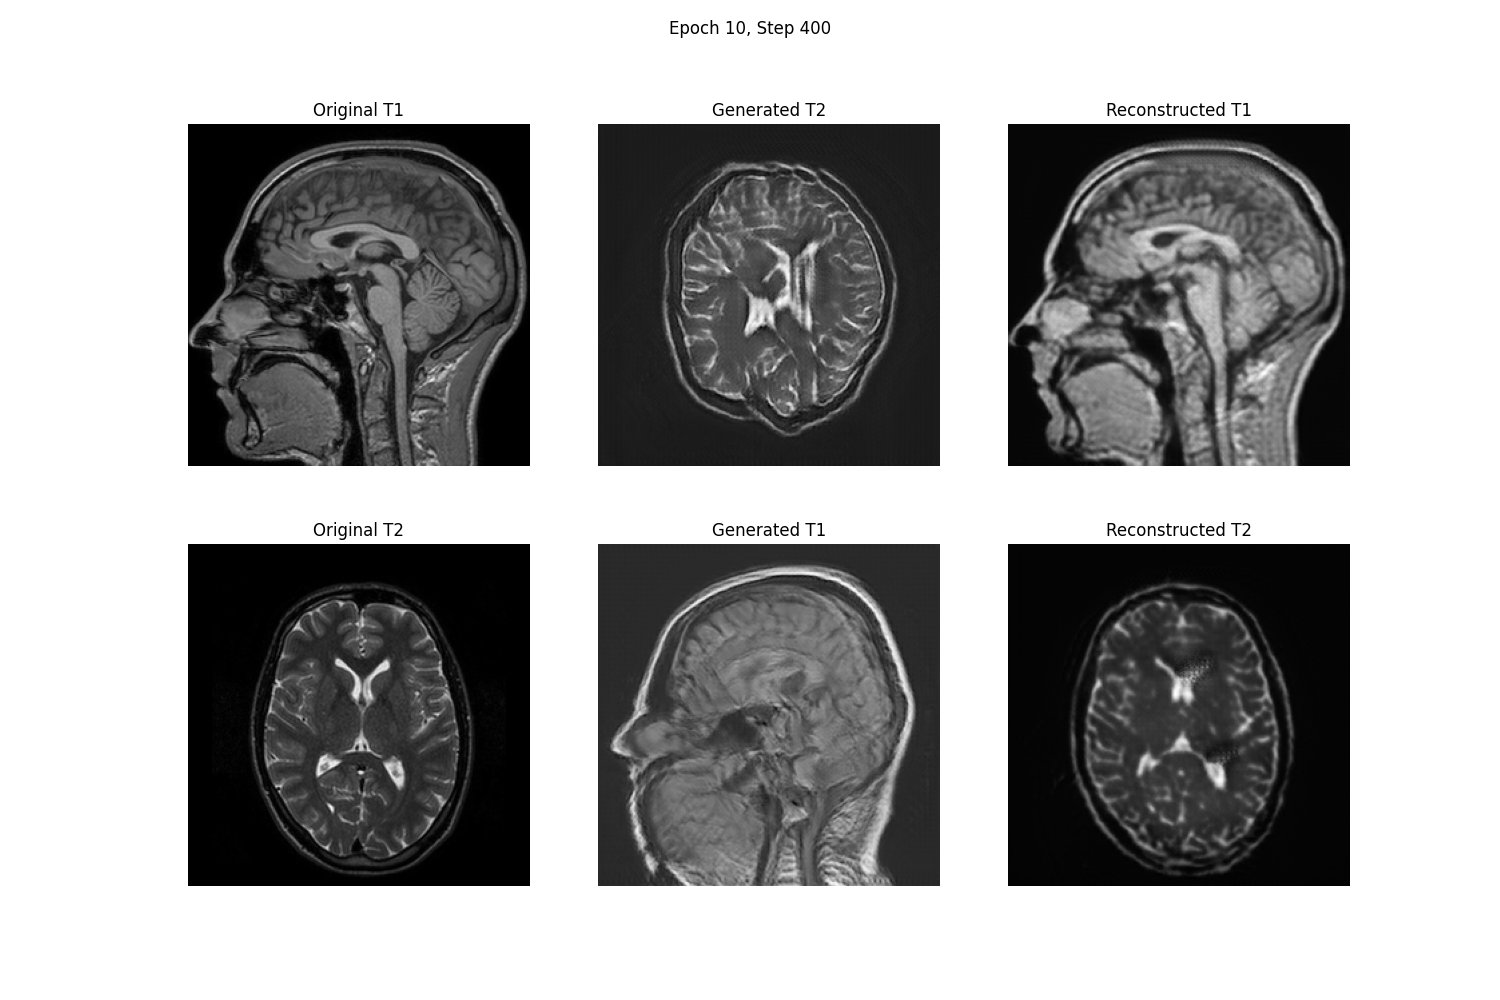 Epoch 10, Step 400
Original T1
Generated T2
Reconstructed T1
Original T2
Generated T1
Reconstructed T2